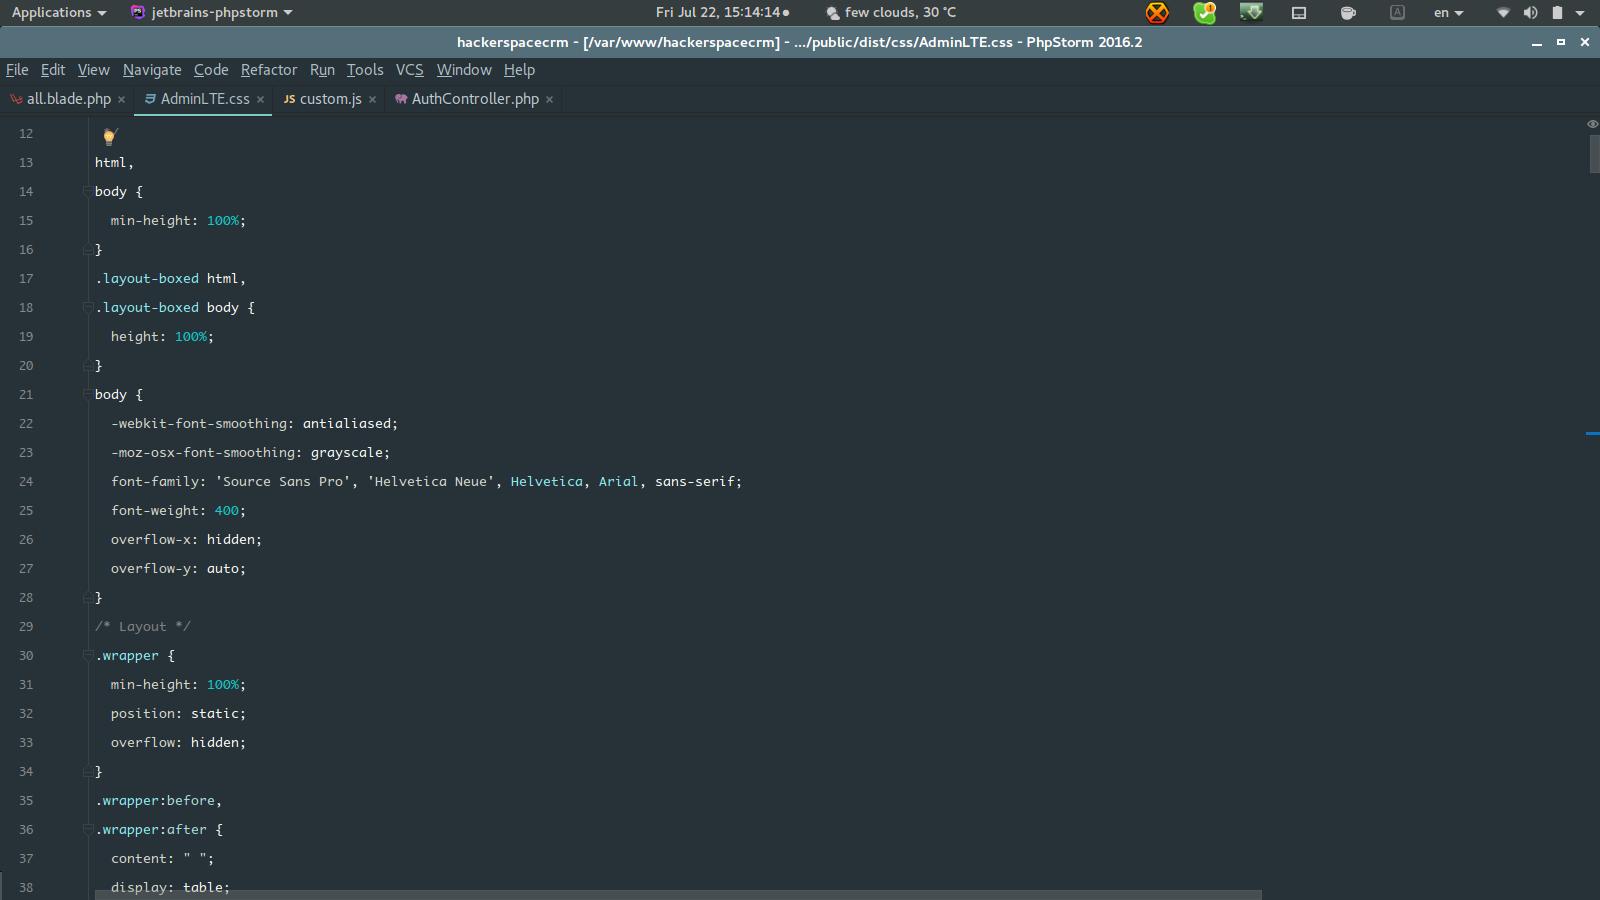 Applications jetbrains-phpstorm Fri Jul 22, 15:14:14● few clouds, 30 °C A en
hackerspacecrm - [/var/www/hackerspacecrm] - .../public/dist/css/AdminLTE.css - PhpStorm 2016.2
File Edit View Navigate Code Refactor Run Tools VCS Window Help
all.blade.php × AdminLTE.css × JS custom.js × AuthController.php ×
12
13 html,
14 body {
15 min-height: 100%;
16 }
17 .layout-boxed html,
18 .layout-boxed body {
19 height: 100%;
20 }
21 body {
22 -webkit-font-smoothing: antialiased;
23 -moz-osx-font-smoothing: grayscale;
24 font-family: 'Source Sans Pro', 'Helvetica Neue', Helvetica, Arial, sans-serif;
25 font-weight: 400;
26 overflow-x: hidden;
27 overflow-y: auto;
28 }
29 /* Layout */
30 .wrapper {
31 min-height: 100%;
32 position: static;
33 overflow: hidden;
34 }
35 .wrapper:before,
36 .wrapper:after {
37 content: " ";
38 display: table;